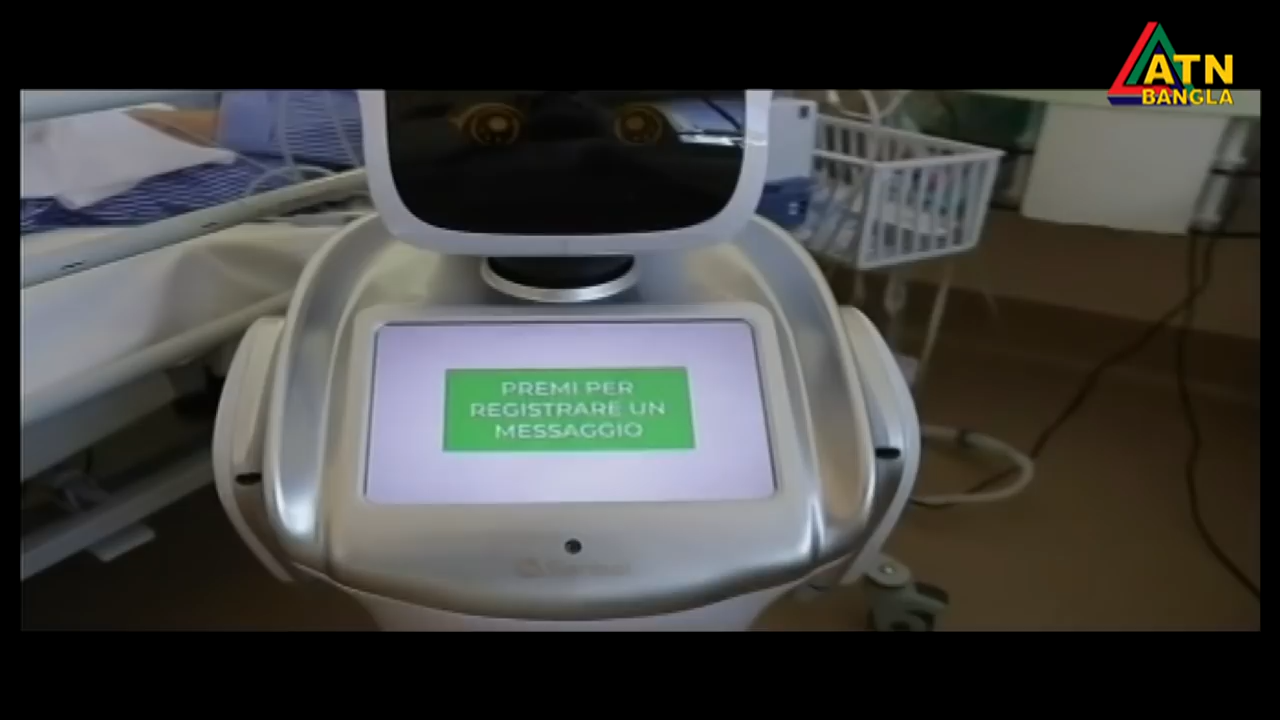 ATN
BANGLA
PREMI PER
REGISTRARE UN
MESSAGGIO